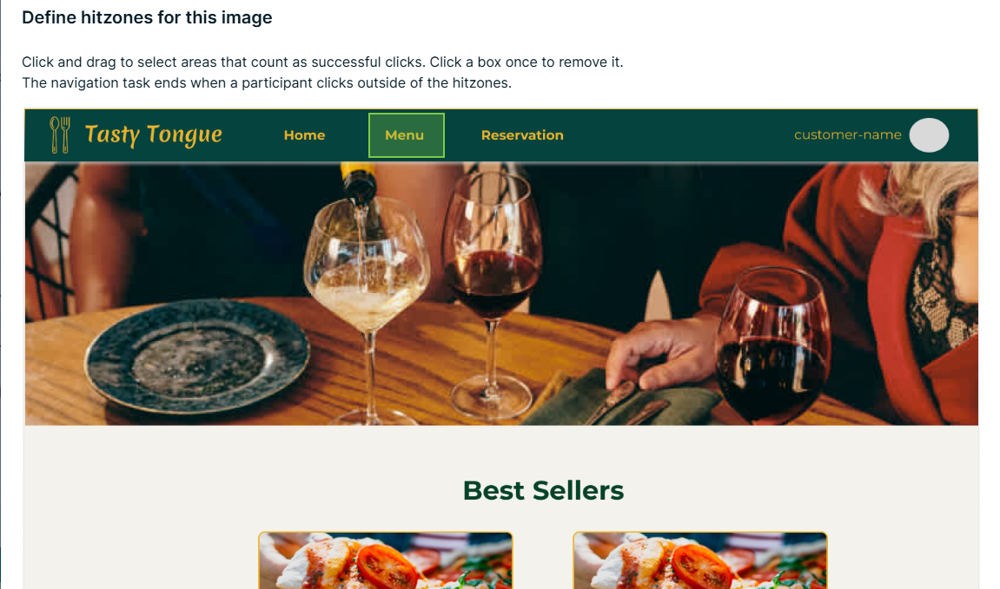 Define hitzones for this image
Click and drag to select areas that count as successful clicks. Click a box once to remove it.
The navigation task ends when a participant clicks outside of the hitzones.
Tasty Tongue Home Menu Reservation customer-name
Best Sellers